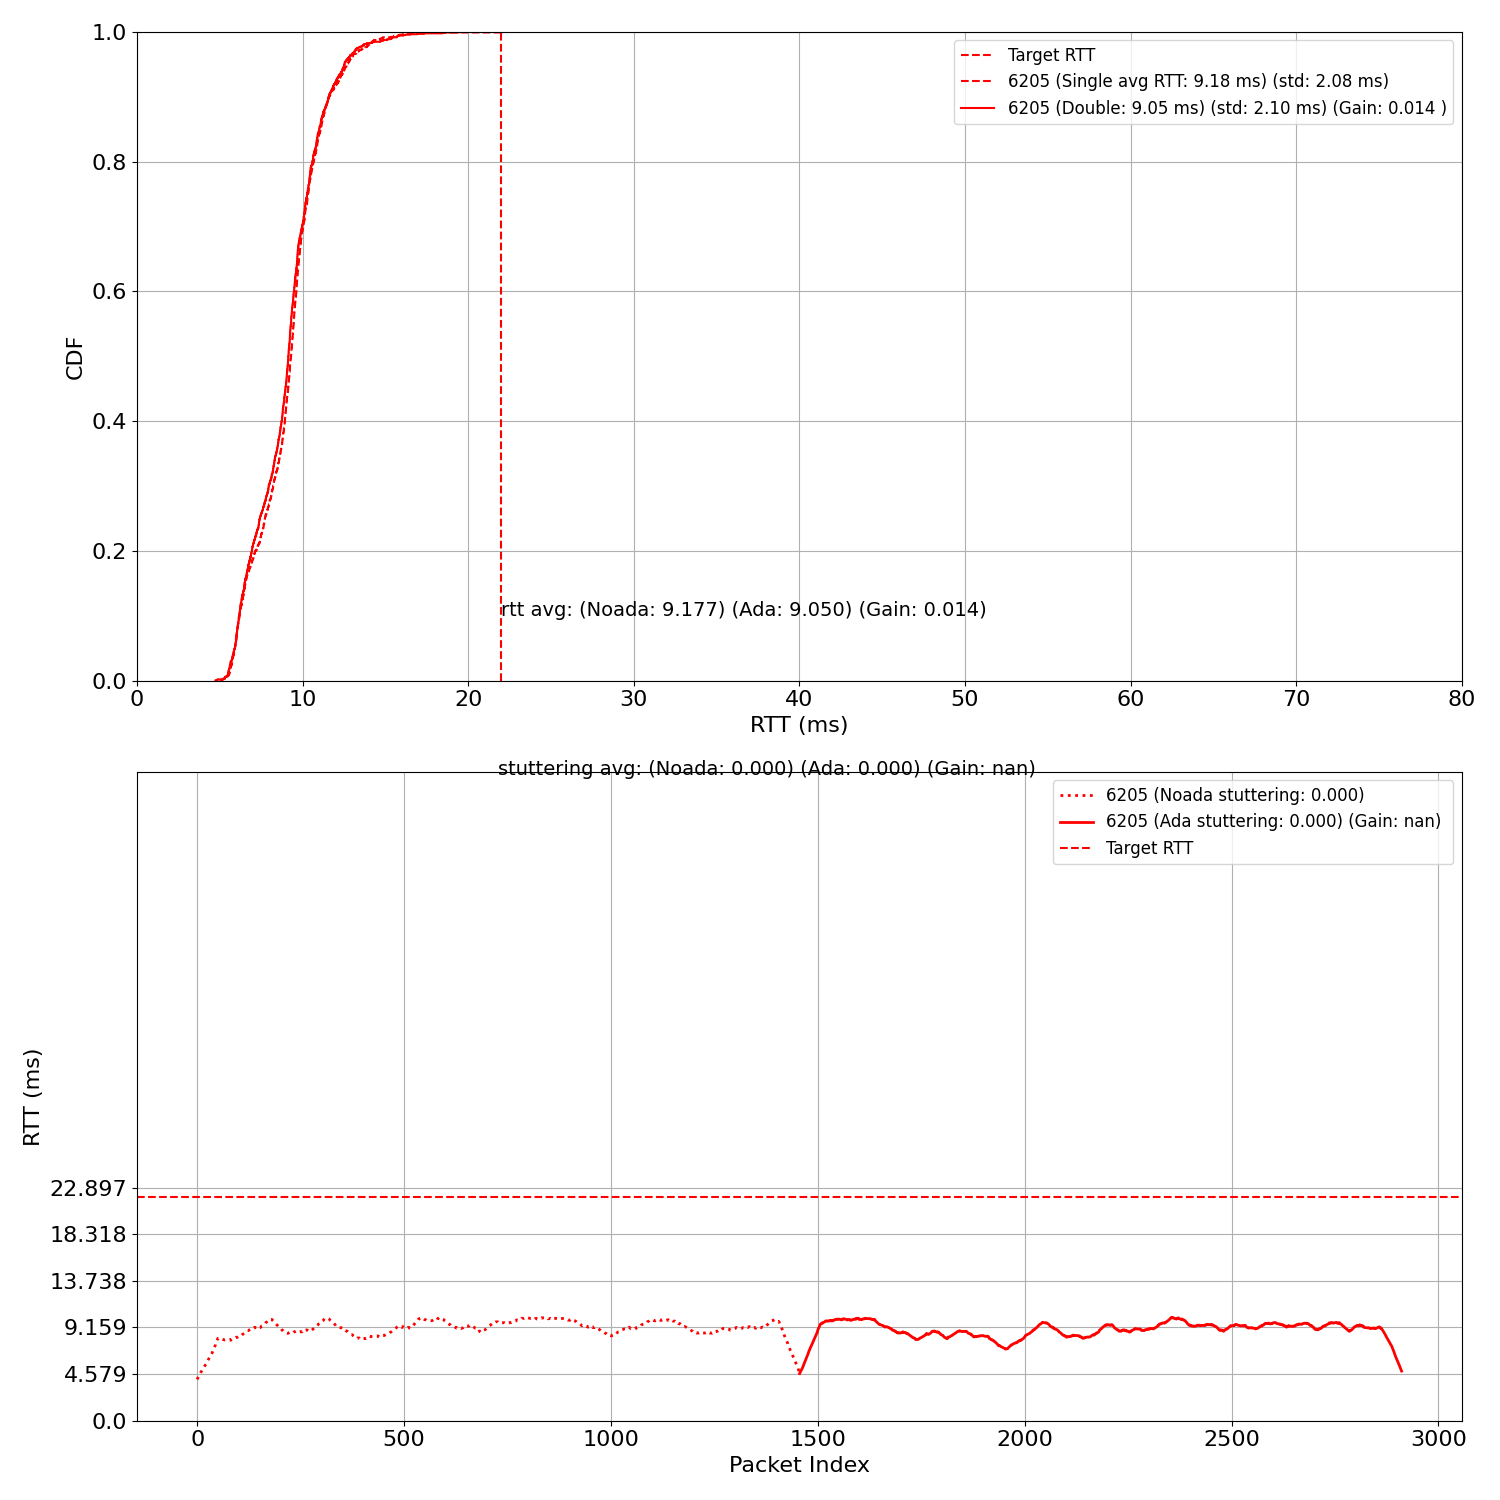 1.0
0.8
0.6
0.4
0.2
0.0
CDF
Target RTT
6205 (Single avg RTT: 9.18 ms) (std: 2.08 ms)
6205 (Double: 9.05 ms) (std: 2.10 ms) (Gain: 0.014 )
rtt avg: (Noada: 9.177) (Ada: 9.050) (Gain: 0.014)
0 10 20 30 40 50 60 70 80
RTT (ms)
stuttering avg: (Noada: 0.000) (Ada: 0.000) (Gain: nan)
6205 (Noada stuttering: 0.000)
6205 (Ada stuttering: 0.000) (Gain: nan)
Target RTT
RTT (ms)
22.897
18.318
13.738
9.159
4.579
0.0
0 500 1000 1500 2000 2500 3000
Packet Index